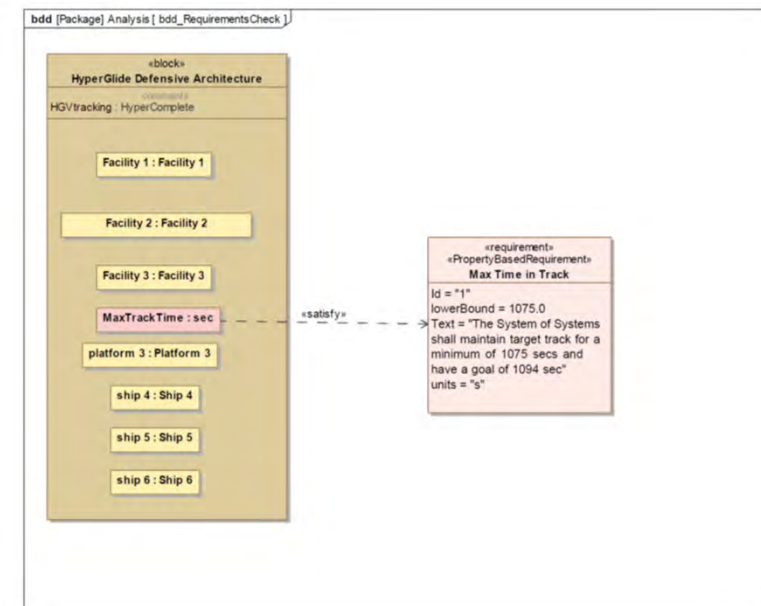 bdd [Package] Analysis [ bdd_RequirementsCheck ]
«block»
HyperGlide Defensive Architecture
constraints
HGVtracking : HyperComplete
Facility 1 : Facility 1
Facility 2 : Facility 2
Facility 3 : Facility 3
MaxTrackTime : sec
platform 3 : Platform 3
ship 4 : Ship 4
ship 5 : Ship 5
ship 6 : Ship 6
«satisfy»
«requirement»
«PropertyBasedRequirement»
Max Time in Track
Id = "1"
lowerBound = 1075.0
Text = "The System of Systems
shall maintain target track for a
minimum of 1075 secs and
have a goal of 1094 sec"
units = "s"